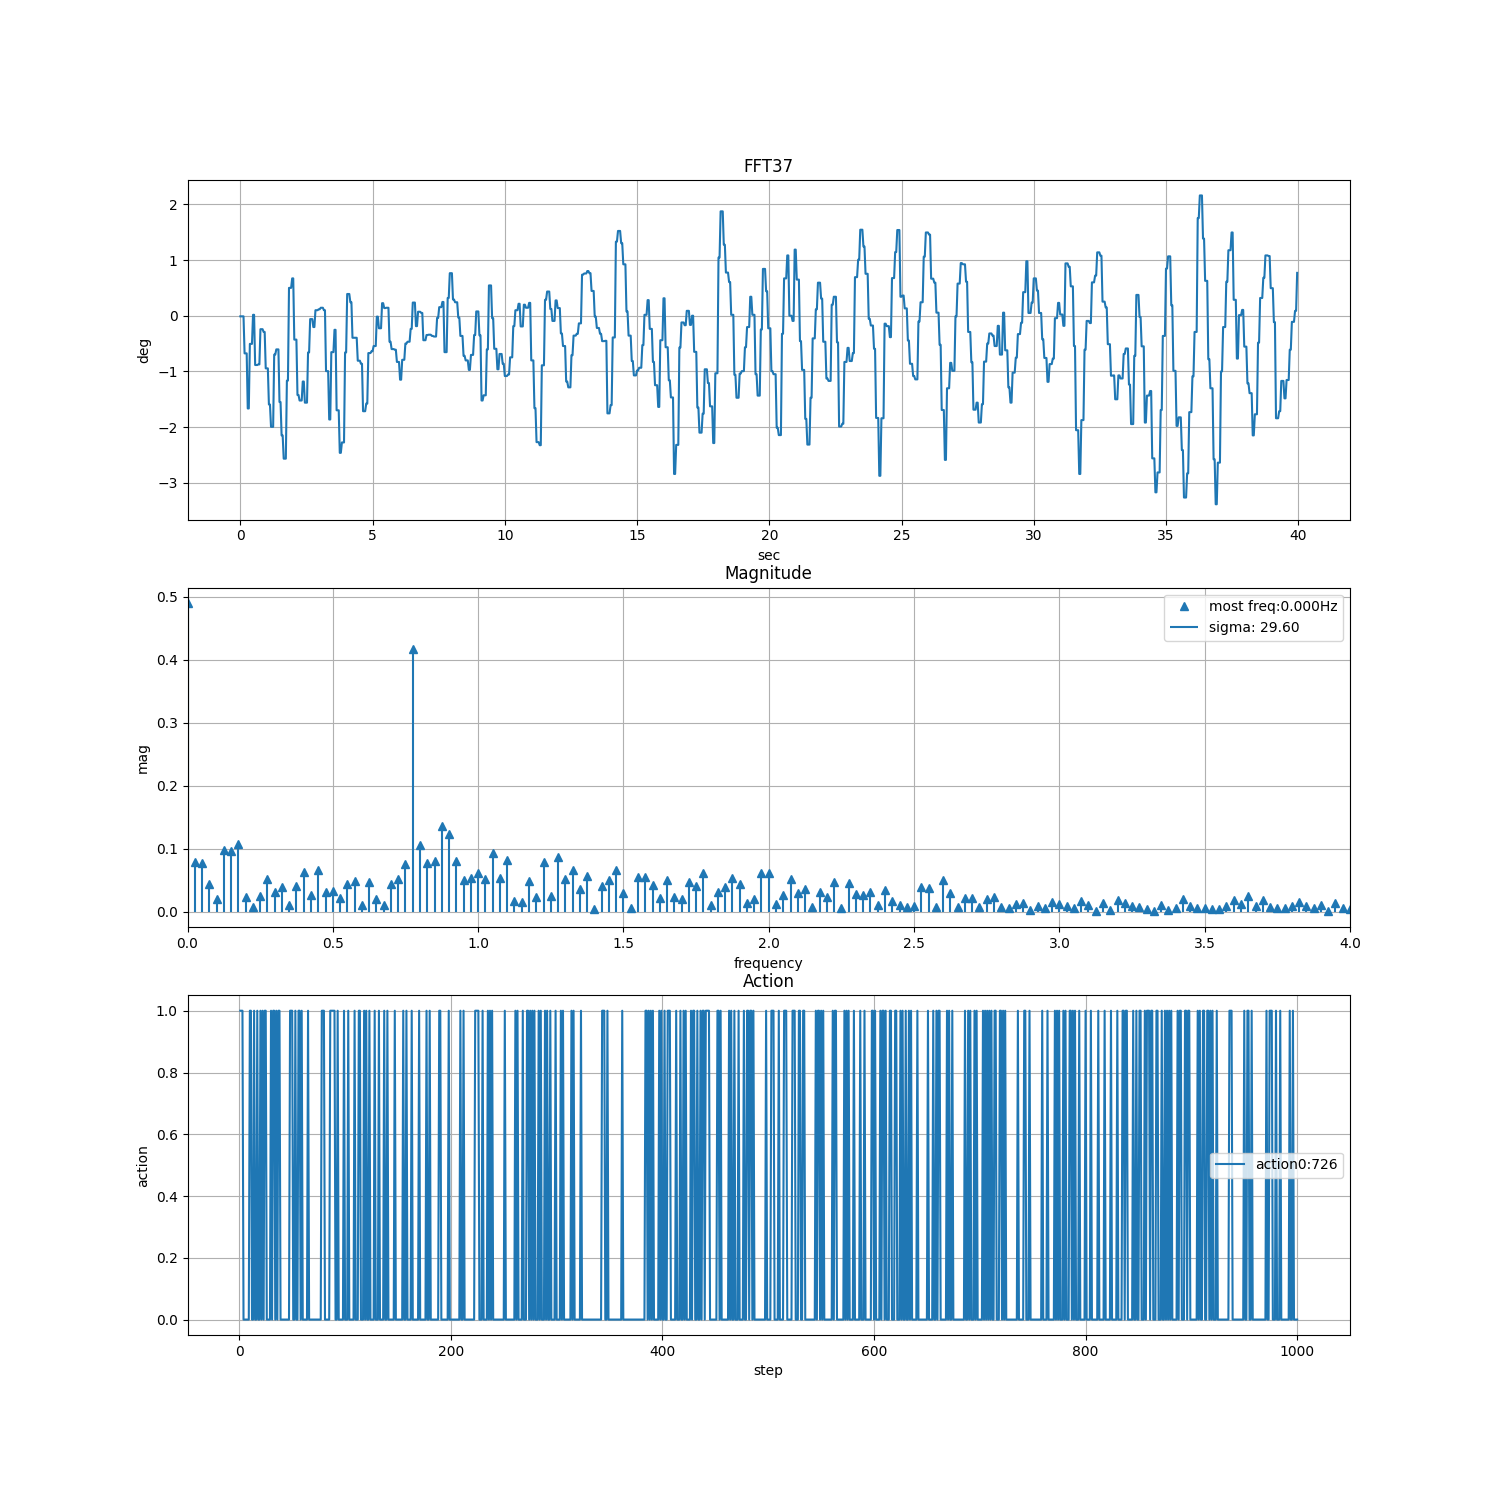 FFT37
2
1
0
−1
−2
−3
deg
0 5 10 15 20 25 30 35 40
sec
Magnitude
0.5
0.4
0.3
0.2
0.1
0.0
mag
most freq:0.000Hz
sigma: 29.60
0.0 0.5 1.0 1.5 2.0 2.5 3.0 3.5 4.0
frequency
Action
1.0
0.8
0.6
0.4
0.2
0.0
action
action0:726
0 200 400 600 800 1000
step